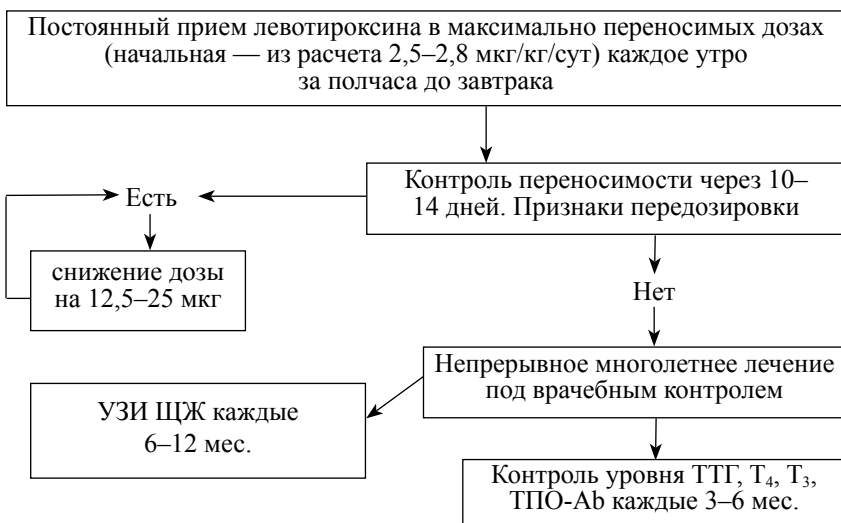 Постоянный прием левотироксина в максимально переносимых дозах
(начальная — из расчета 2,5–2,8 мкг/кг/сут) каждое утро
за полчаса до завтрака
Контроль переносимости через 10–
14 дней. Признаки передозировки
Есть
снижение дозы
на 12,5–25 мкг
Нет
Непрерывное многолетнее лечение
под врачебным контролем
УЗИ ЩЖ каждые
6–12 мес.
Контроль уровня ТТГ, Т₄, Т₃,
ТПО-Ab каждые 3–6 мес.